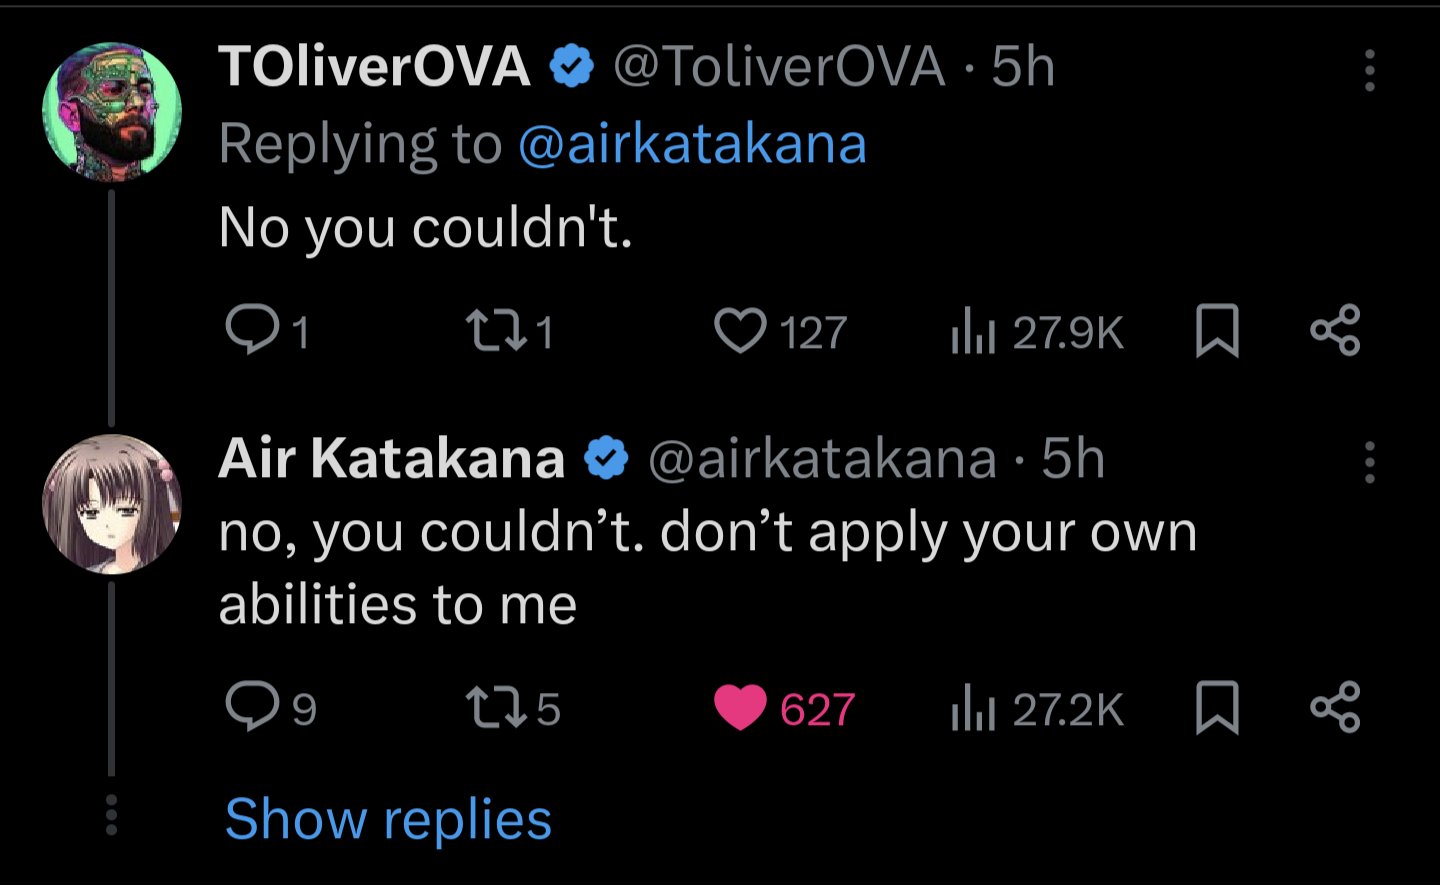 TOliverOVA @ToliverOVA · 5h
Replying to @airkatakana
No you couldn't.
1 1 127 27.9K
Air Katakana @airkatakana · 5h
no, you couldn’t. don’t apply your own
abilities to me
9 5 627 27.2K
Show replies